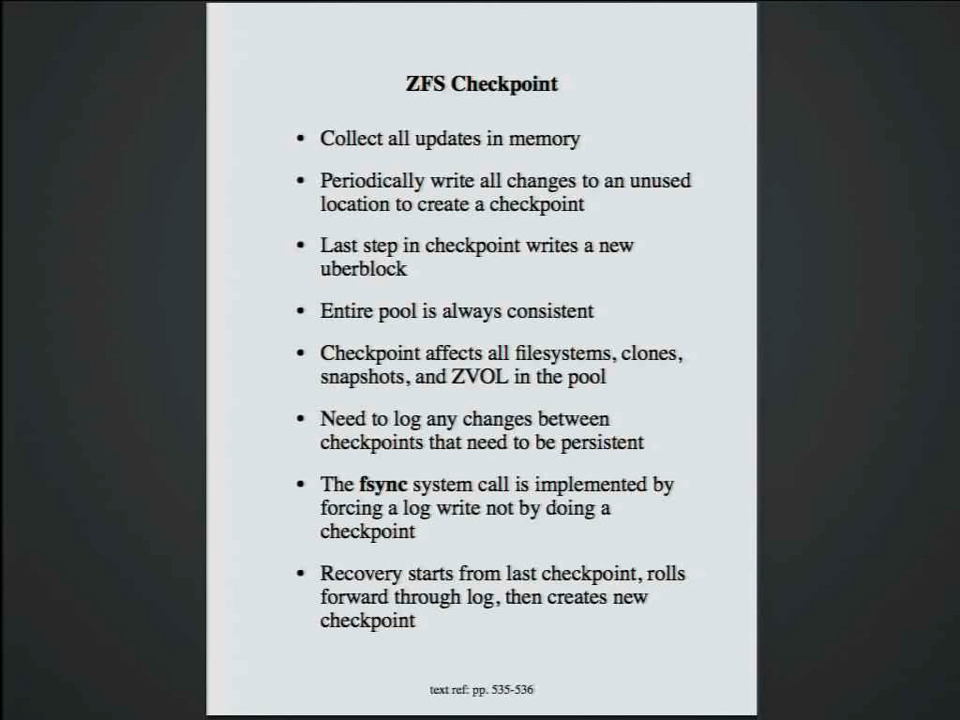 ZFS Checkpoint
• Collect all updates in memory
• Periodically write all changes to an unused
location to create a checkpoint
• Last step in checkpoint writes a new
uberblock
• Entire pool is always consistent
• Checkpoint affects all filesystems, clones,
snapshots, and ZVOL in the pool
• Need to log any changes between
checkpoints that need to be persistent
• The fsync system call is implemented by
forcing a log write not by doing a
checkpoint
• Recovery starts from last checkpoint, rolls
forward through log, then creates new
checkpoint
text ref: pp. 535-536